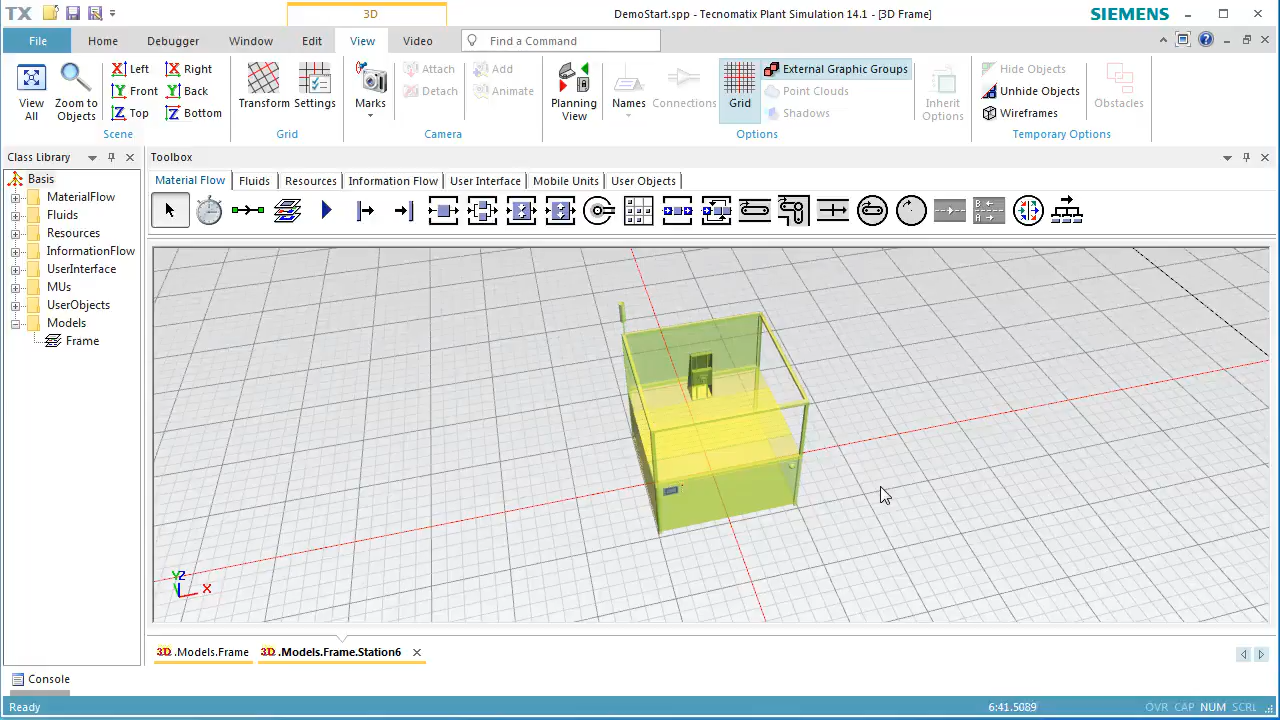 TX
3D
DemoStart.spp - Tecnomatix Plant Simulation 14.1 - [3D Frame]
SIEMENS
File
Home
Debugger
Window
Edit
View
Video
Find a Command
View All
Zoom to Objects
X Left
X Right
Y Front
Y Back
Z Top
Z Bottom
Scene
Transform
Settings
Grid
Marks
Attach
Detach
Add
Animate
Camera
Planning View
Names
Connections
Grid
External Graphic Groups
Point Clouds
Shadows
Options
Inherit Options
Hide Objects
Unhide Objects
Wireframes
Obstacles
Temporary Options
Class Library
Toolbox
Basis
MaterialFlow
Fluids
Resources
InformationFlow
UserInterface
MUs
UserObjects
Models
Frame
Material Flow
Fluids
Resources
Information Flow
User Interface
Mobile Units
User Objects
YZ
X
3D .Models.Frame
3D .Models.Frame.Station6
Console
Ready
6:41.5089
OVR CAP NUM SCRL